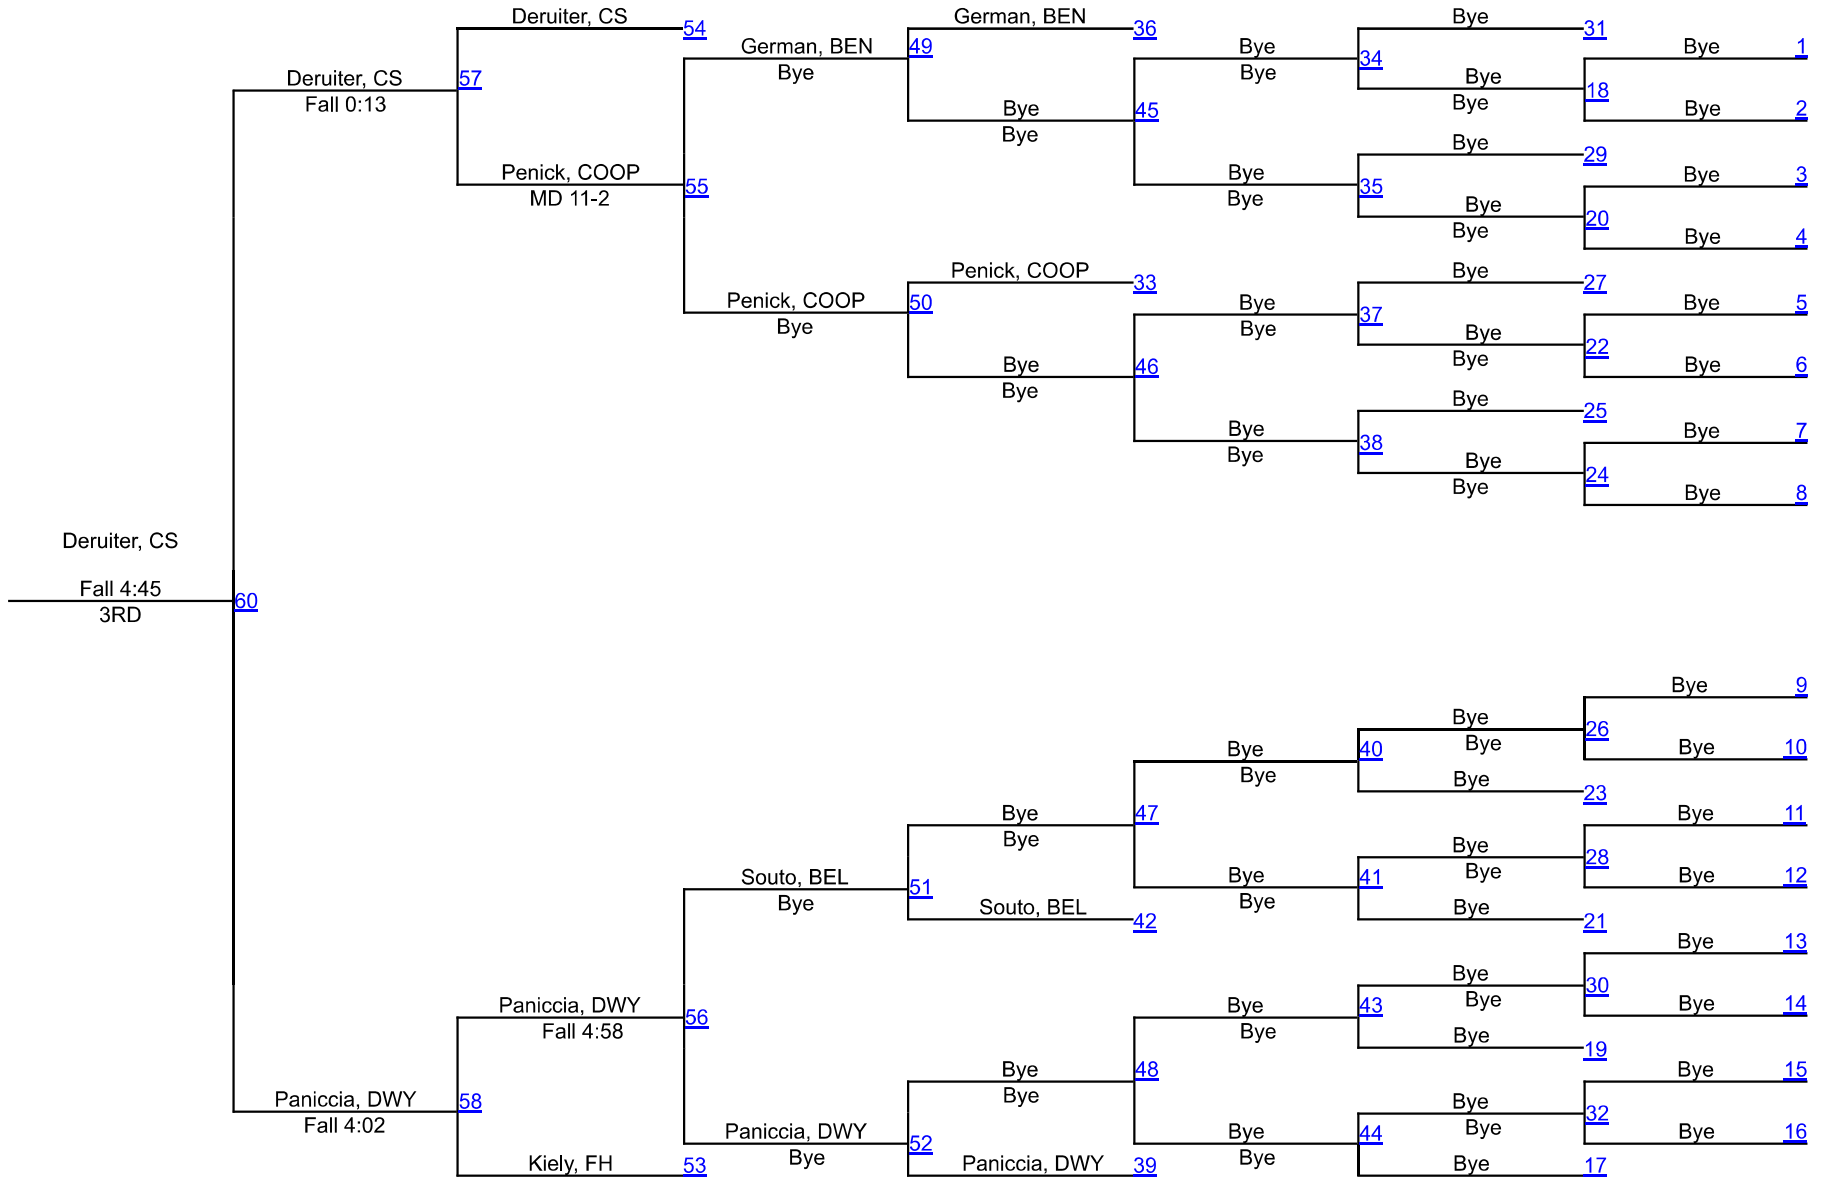 Deruiter, CS 54 German, BEN 36 Bye 31
German, BEN 49 Bye 34 Bye 1
Bye Bye
Deruiter, CS 57 Bye 18
Fall 0:13 Bye 45 Bye Bye 2
Bye
Bye 29
Penick, COOP 55 Bye 35 Bye 3
MD 11-2 Bye
Bye 20
Bye Bye 4
Penick, COOP 33 Bye 27
Penick, COOP 50 Bye 37 Bye 5
Bye Bye
Bye 22
Bye 46 Bye Bye 6
Bye
Bye 25
Bye 38 Bye 7
Bye
Bye 24
Bye Bye 8
Deruiter, CS
Fall 4:45 60
3RD
Bye 9
Bye 26
Bye 40 Bye Bye 10
Bye
Bye 23
Bye 47 Bye 11
Bye
Bye 28
Souto, BEL 51 Bye 41 Bye Bye 12
Bye Bye
Souto, BEL 42 Bye 21
Bye 13
Bye 30
Paniccia, DWY 56 Bye 43 Bye Bye 14
Fall 4:58 Bye
Bye 19
Bye 48 Bye 15
Bye
Paniccia, DWY 58 Bye 32
Fall 4:02 Bye
Paniccia, DWY 52 Bye 44 Bye 16
Bye Bye
Kiely, FH 53 Paniccia, DWY 39 Bye 17